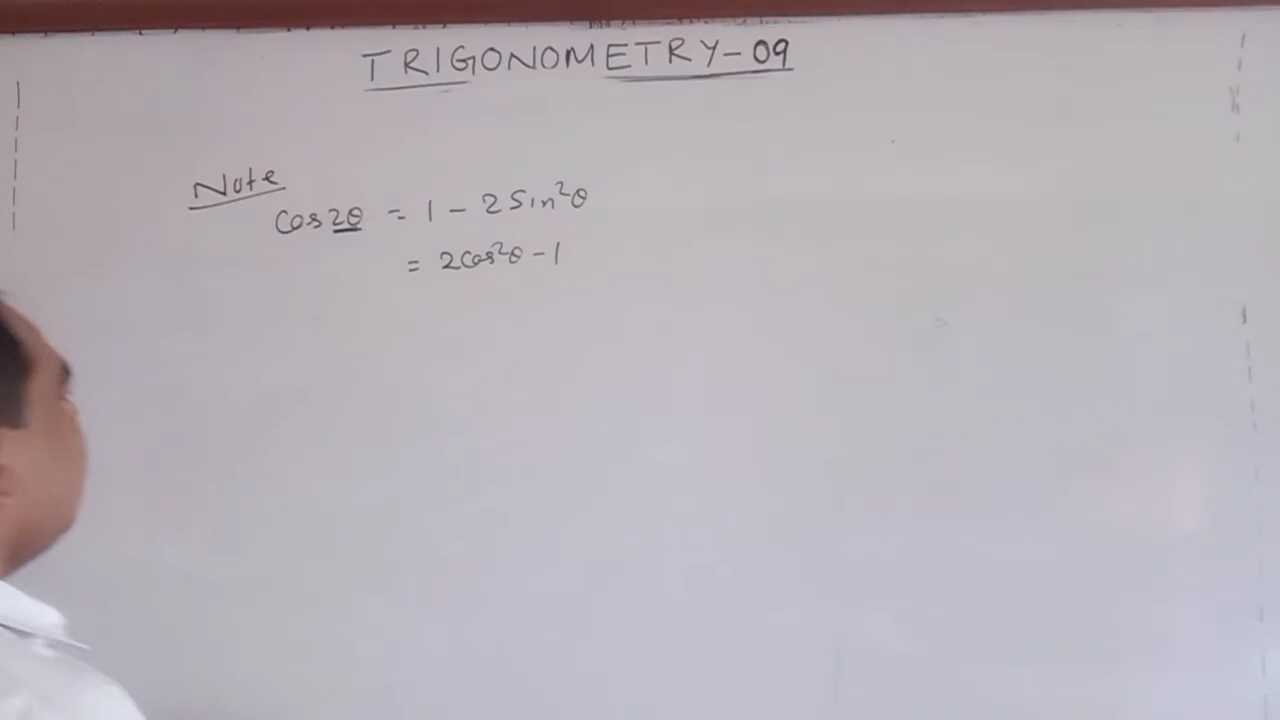 TRIGONOMETRY-09
Note
Cos2θ = 1 - 2Sin²θ
= 2Cos²θ - 1